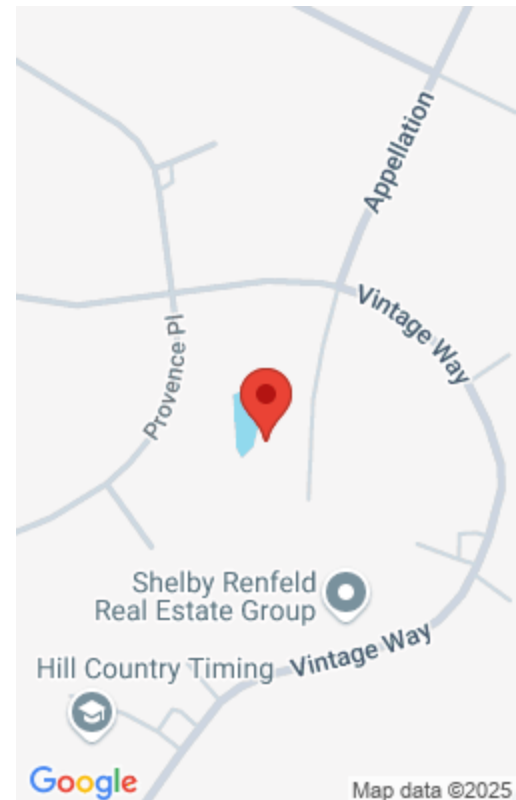 Appellation
Vintage Way
Provence Pl
Shelby Renfeld
Real Estate Group
Hill Country Timing
Vintage Way
Google
Map data ©2025